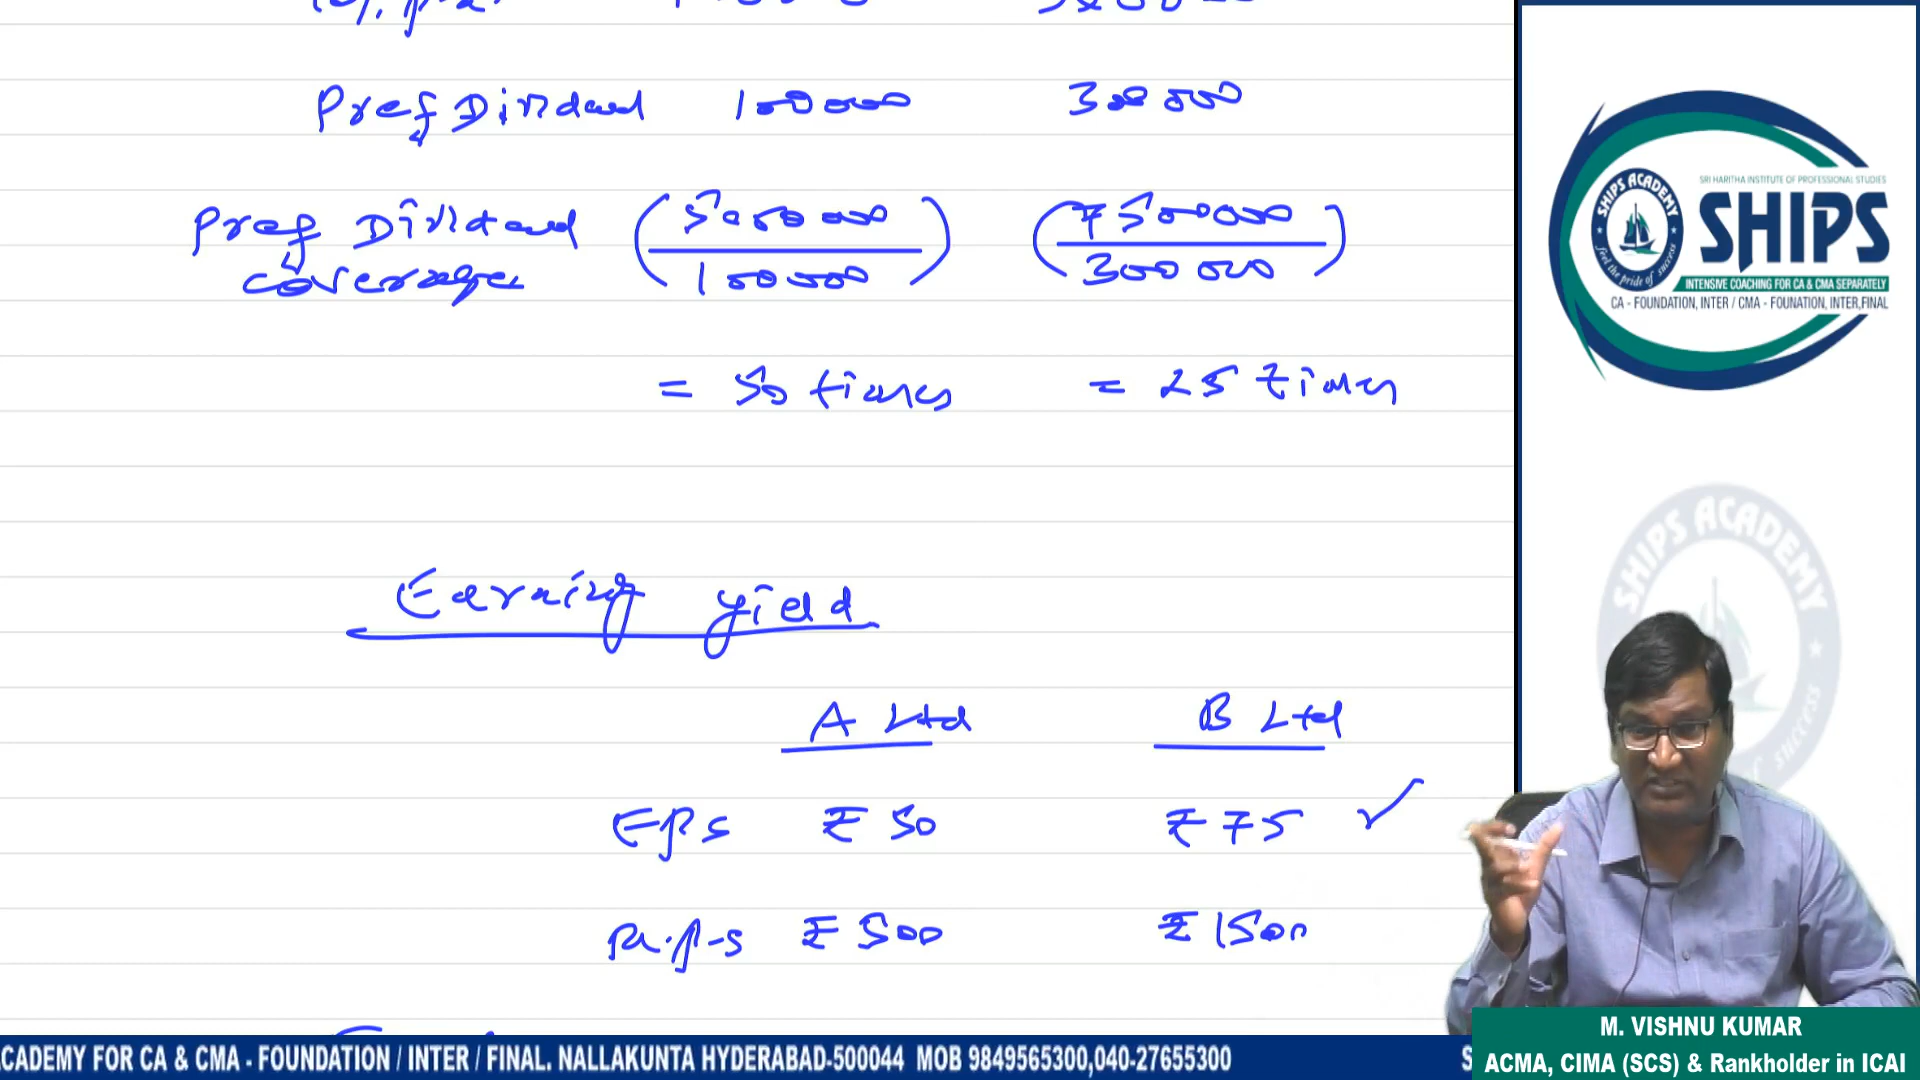 Pref Dividend 100000 300000
Pref Dividend (5000000 / 100000) (7500000 / 300000)
coverage
= 50 times = 25 times
Earning yield
A Ltd B Ltd
EPS ₹ 50 ₹ 75 ✓
M.P.S ₹ 500 ₹ 1500
SRI HARITHA INSTITUTE OF PROFESSIONAL STUDIES
SHIPS ACADEMY
feel the pride of success
SHIPS
INTENSIVE COACHING FOR CA & CMA SEPARATELY
CA - FOUNDATION, INTER / CMA - FOUNATION, INTER,FINAL
SHIPS ACADEMY
success
M. VISHNU KUMAR
ACMA, CIMA (SCS) & Rankholder in ICAI
CADEMY FOR CA & CMA - FOUNDATION / INTER / FINAL. NALLAKUNTA HYDERABAD-500044 MOB 9849565300,040-27655300 S